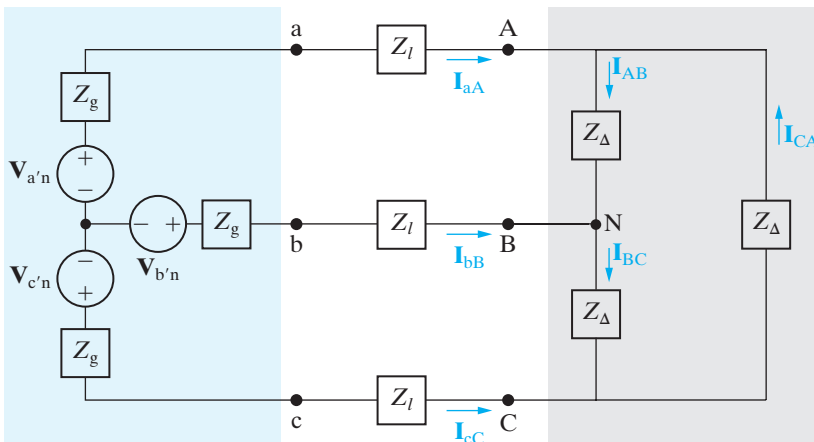 a
A
Z_l
I_aA
I_AB
Z_g
Z_Δ
I_CA
+
V_a′n
−
− +
Z_g
b
Z_l
B
N
Z_Δ
I_bB
I_BC
V_b′n
−
V_c′n
+
Z_Δ
Z_g
Z_l
c
C
I_cC